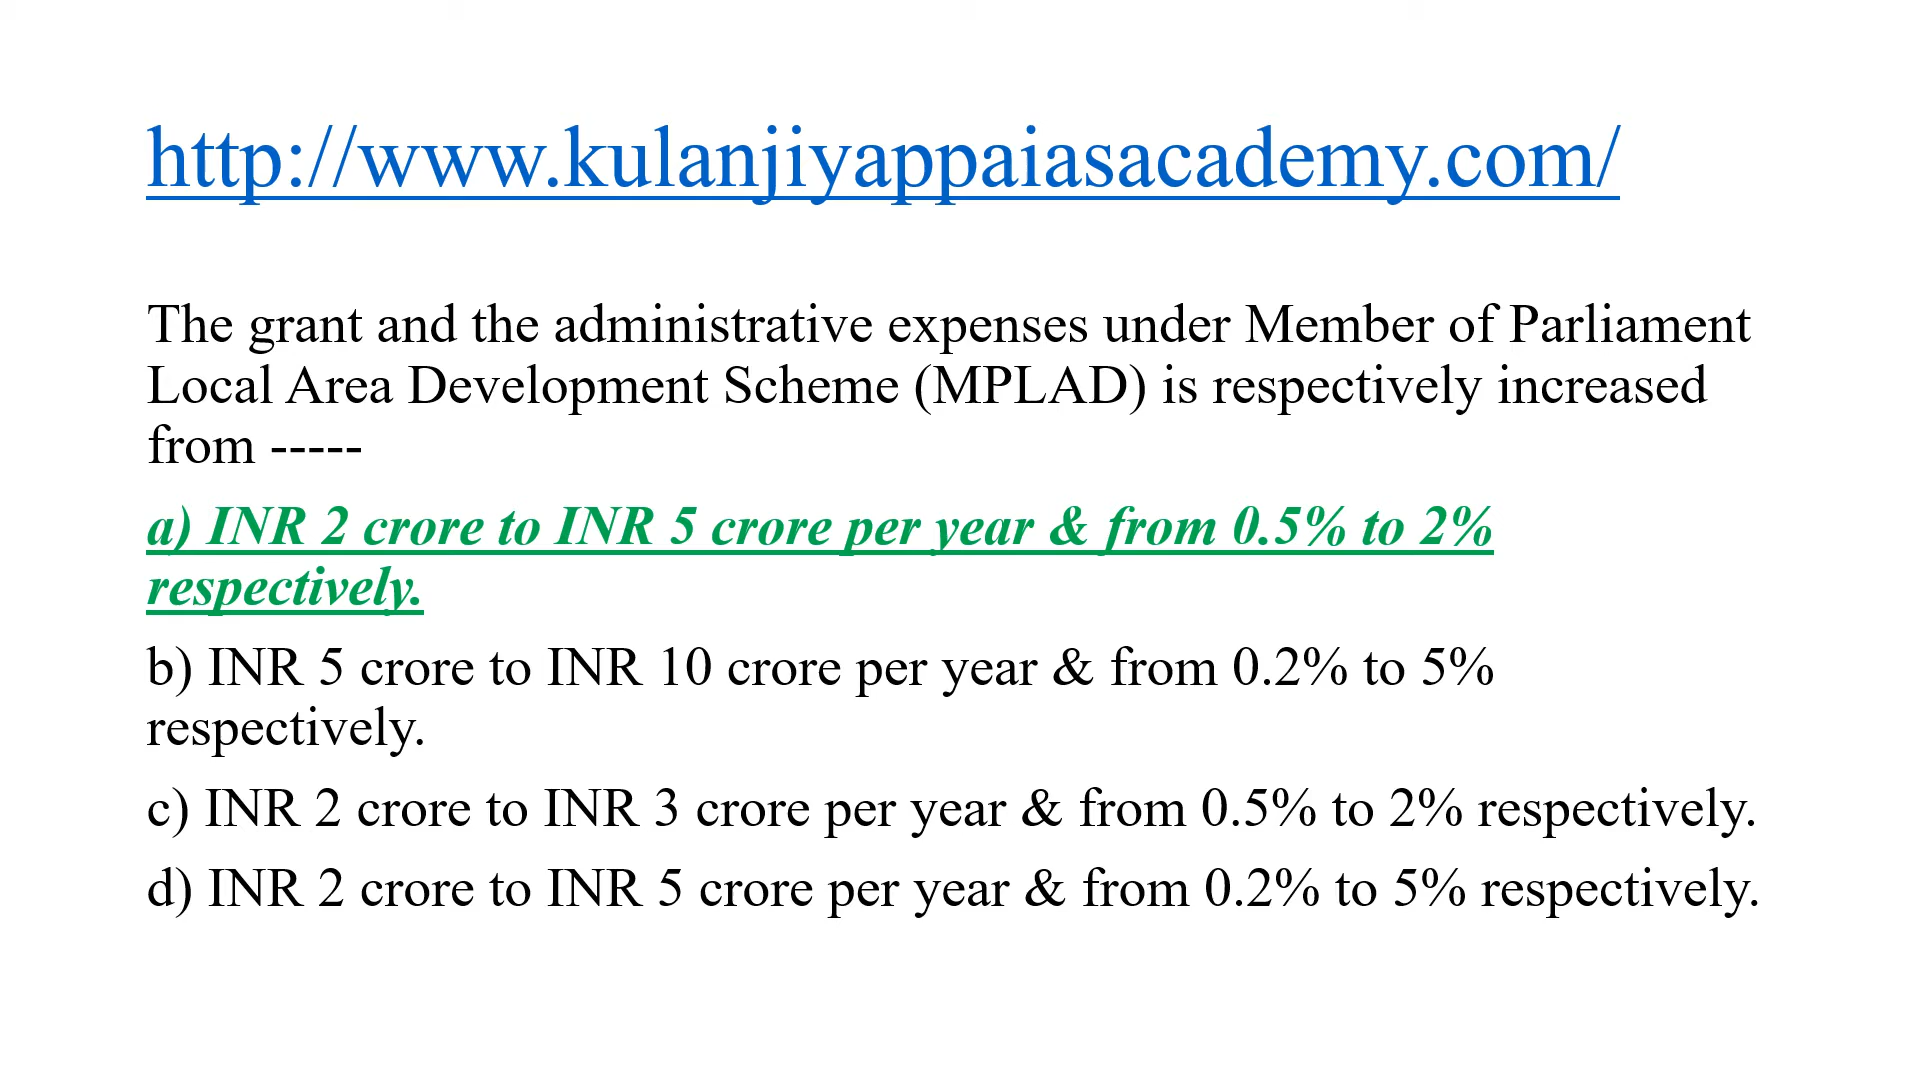 http://www.kulanjiyappaiasacademy.com/
The grant and the administrative expenses under Member of Parliament
Local Area Development Scheme (MPLAD) is respectively increased
from -----
a) INR 2 crore to INR 5 crore per year & from 0.5% to 2%
respectively.
b) INR 5 crore to INR 10 crore per year & from 0.2% to 5%
respectively.
c) INR 2 crore to INR 3 crore per year & from 0.5% to 2% respectively.
d) INR 2 crore to INR 5 crore per year & from 0.2% to 5% respectively.